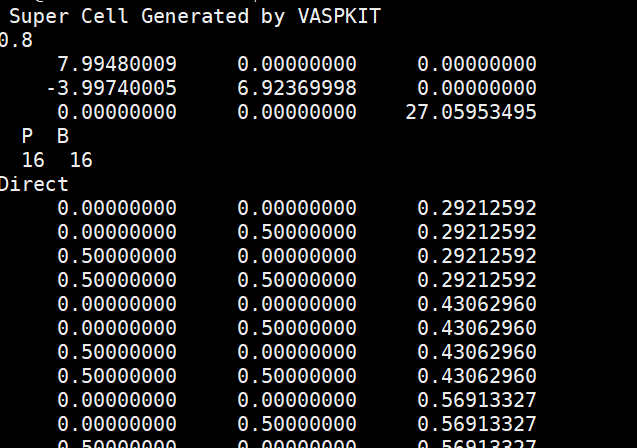 Super Cell Generated by VASPKIT
0.8
7.99480009 0.00000000 0.00000000
-3.99740005 6.92369998 0.00000000
0.00000000 0.00000000 27.05953495
P B
16 16
Direct
0.00000000 0.00000000 0.29212592
0.00000000 0.50000000 0.29212592
0.50000000 0.00000000 0.29212592
0.50000000 0.50000000 0.29212592
0.00000000 0.00000000 0.43062960
0.00000000 0.50000000 0.43062960
0.50000000 0.00000000 0.43062960
0.50000000 0.50000000 0.43062960
0.00000000 0.00000000 0.56913327
0.00000000 0.50000000 0.56913327
0.50000000 0.00000000 0.56913327